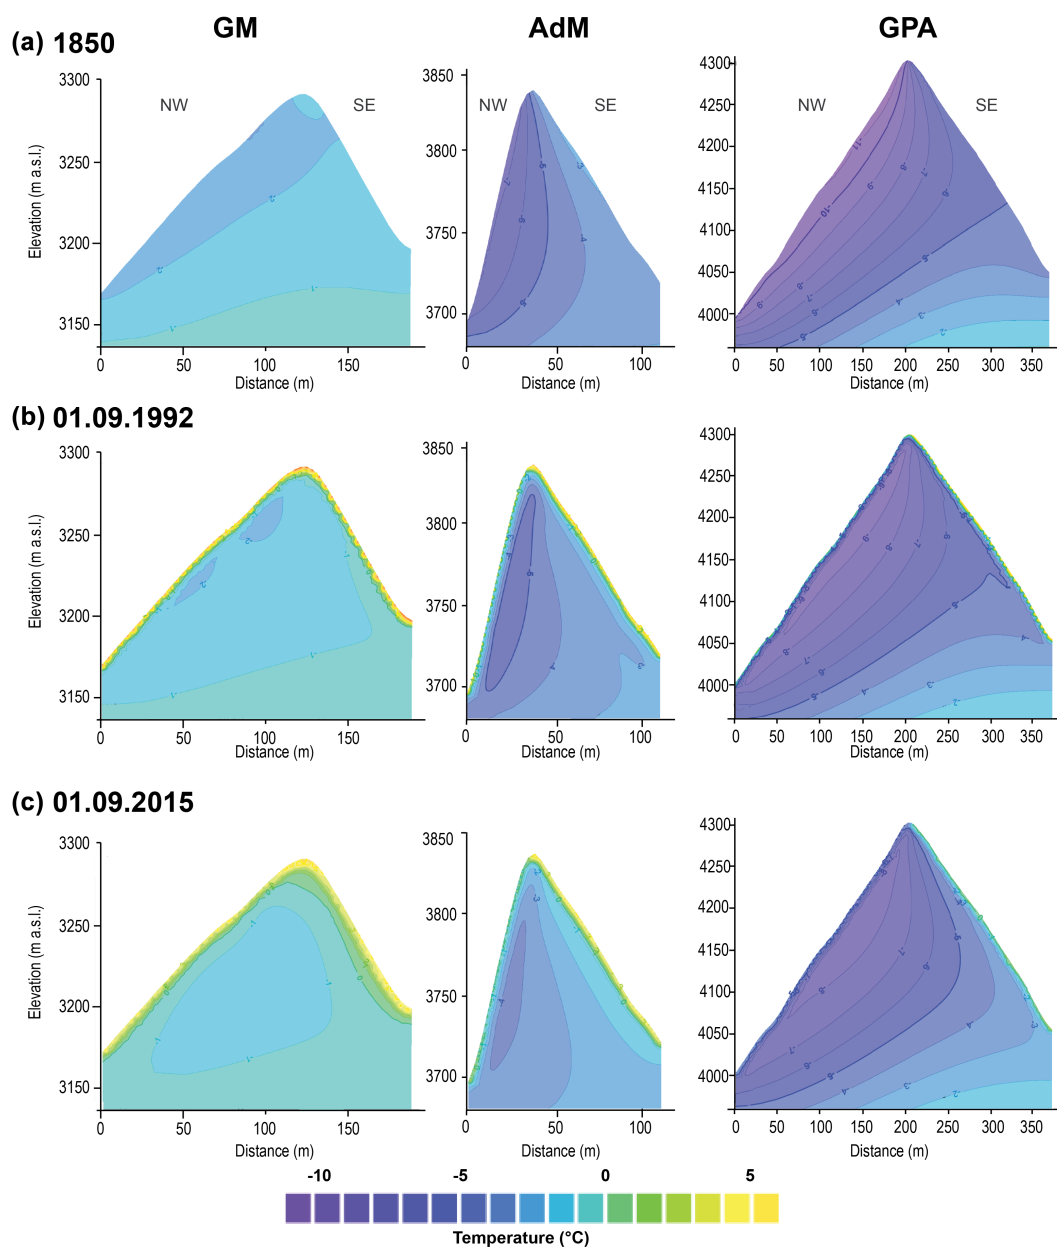 GM AdM GPA
(a) 1850
3300 3850 4300
NW SE NW SE NW SE
4250
3250 3800 4200
Elevation (m a.s.l.)
4150
3200 3750 4100
4050
3150 3700 4000
0 50 100 150 0 50 100 0 50 100 150 200 250 300 350
Distance (m) Distance (m) Distance (m)
(b) 01.09.1992
3300 3850 4300
4250
3250 3800 4200
Elevation (m a.s.l.)
4150
3200 3750 4100
4050
3150 3700 4000
0 50 100 150 0 50 100 0 50 100 150 200 250 300 350
Distance (m) Distance (m) Distance (m)
(c) 01.09.2015
3300 3850 4300
4250
3250 3800 4200
Elevation (m a.s.l.)
4150
3200 3750 4100
4050
3150 3700 4000
0 50 100 150 0 50 100 0 50 100 150 200 250 300 350
Distance (m) Distance (m) Distance (m)
-10 -5 0 5
Temperature (°C)